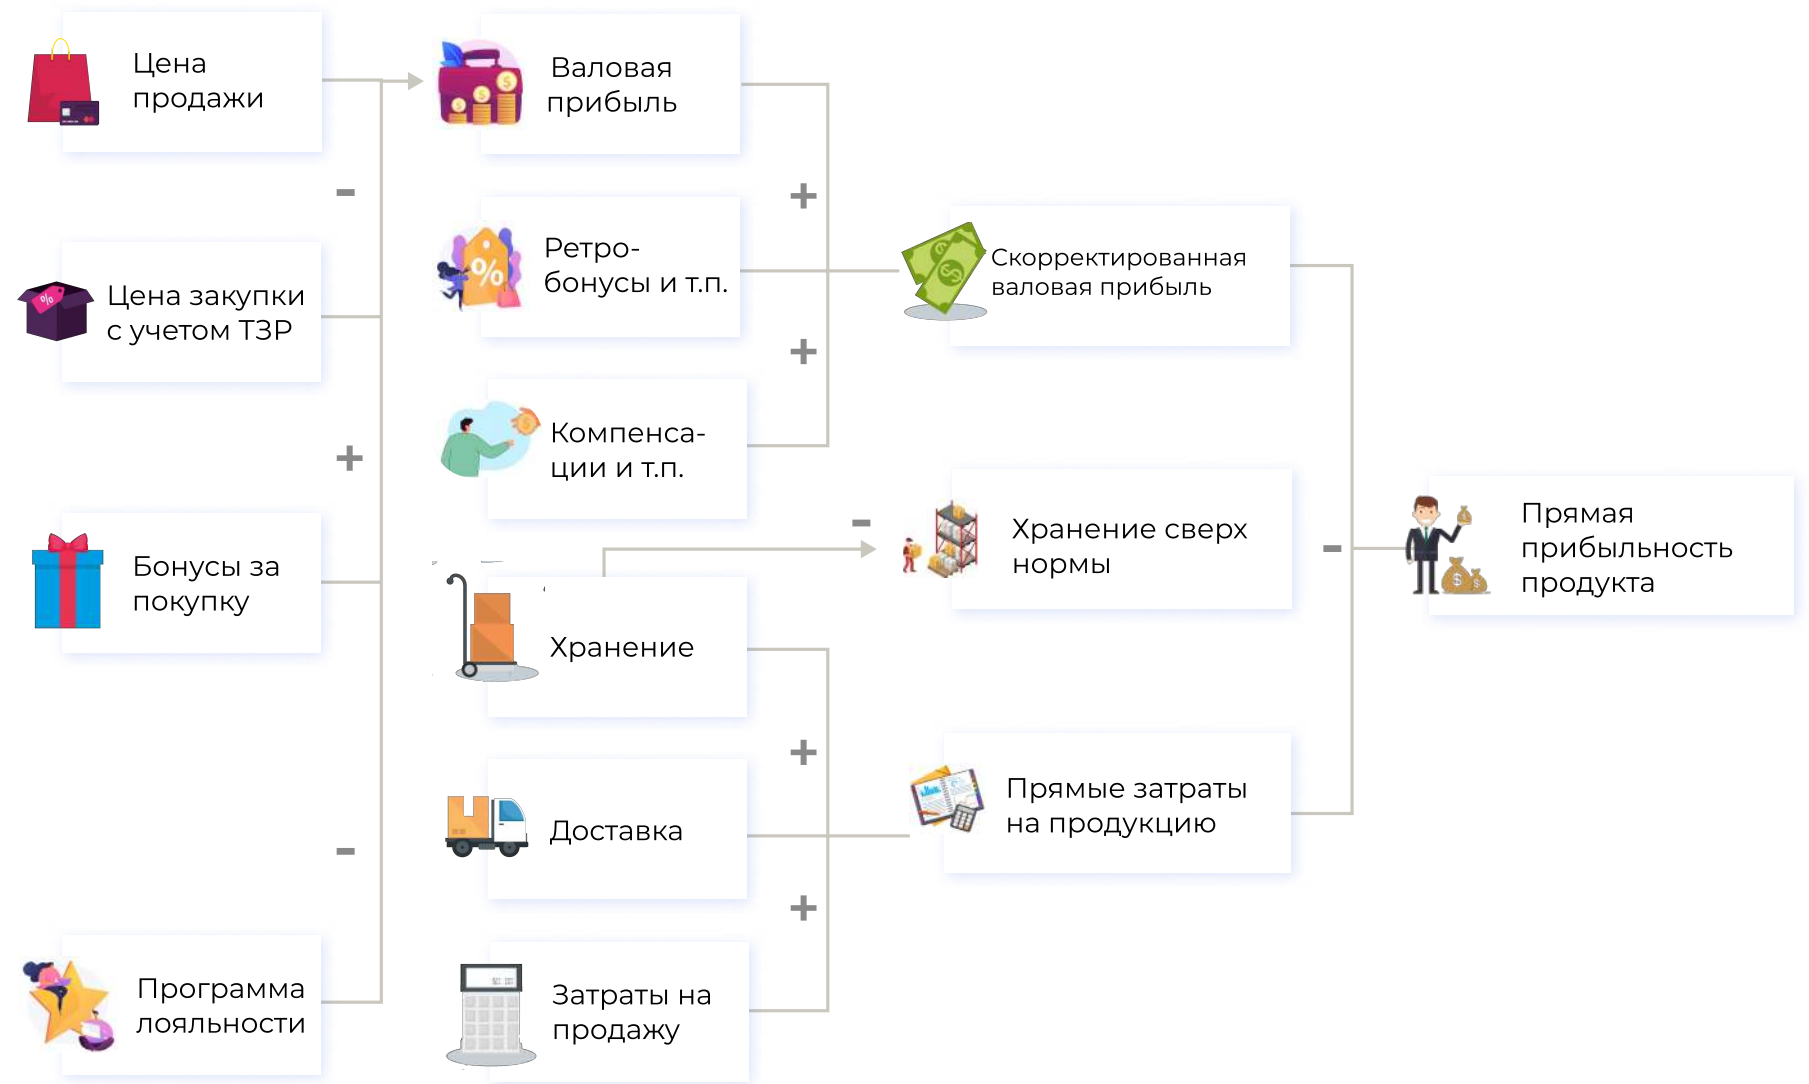 Цена
продажи
-
Цена закупки
с учетом ТЗР
+
Бонусы за
покупку
-
Программа
лояльности
Валовая
прибыль
+
Ретро-
бонусы и т.п.
+
Компенса-
ции и т.п.
-
Хранение
+
Доставка
+
Затраты на
продажу
Скорректированная
валовая прибыль
Хранение сверх
нормы
-
Прямые затраты
на продукцию
Прямая
прибыльность
продукта